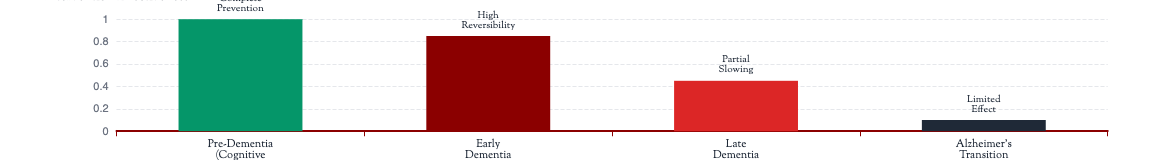 Prevention
1
High
Reversibility
0.8
Partial
Slowing
0.6
0.4
Limited
Effect
0.2
0
Pre-Dementia
(Cognitive
Early
Dementia
Late
Dementia
Alzheimer's
Transition